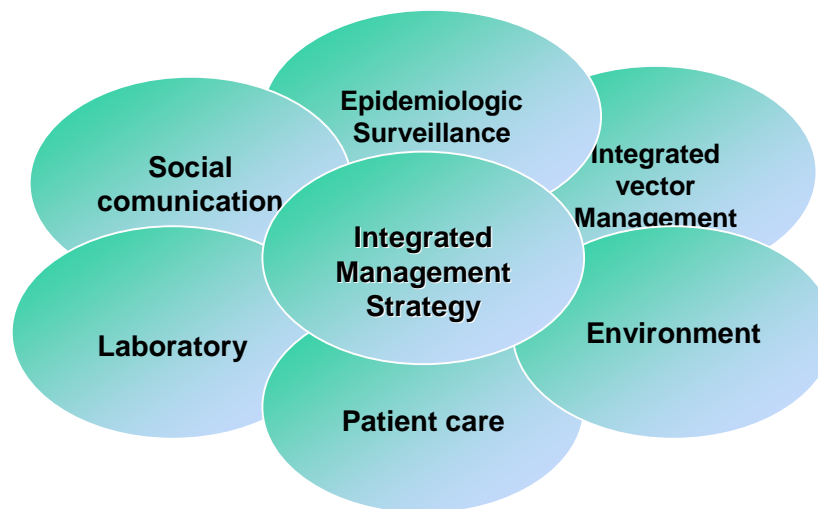 Epidemiologic
Surveillance
Social
comunication
Integrated
vector
Management
Integrated
Management
Strategy
Laboratory
Environment
Patient care